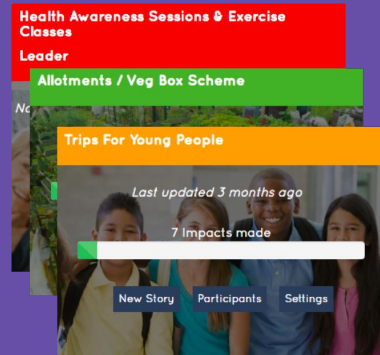 Health Awareness Sessions & Exercise
Classes
Leader
Allotments / Veg Box Scheme
Trips For Young People
Last updated 3 months ago
7 Impacts made
New Story Participants Settings